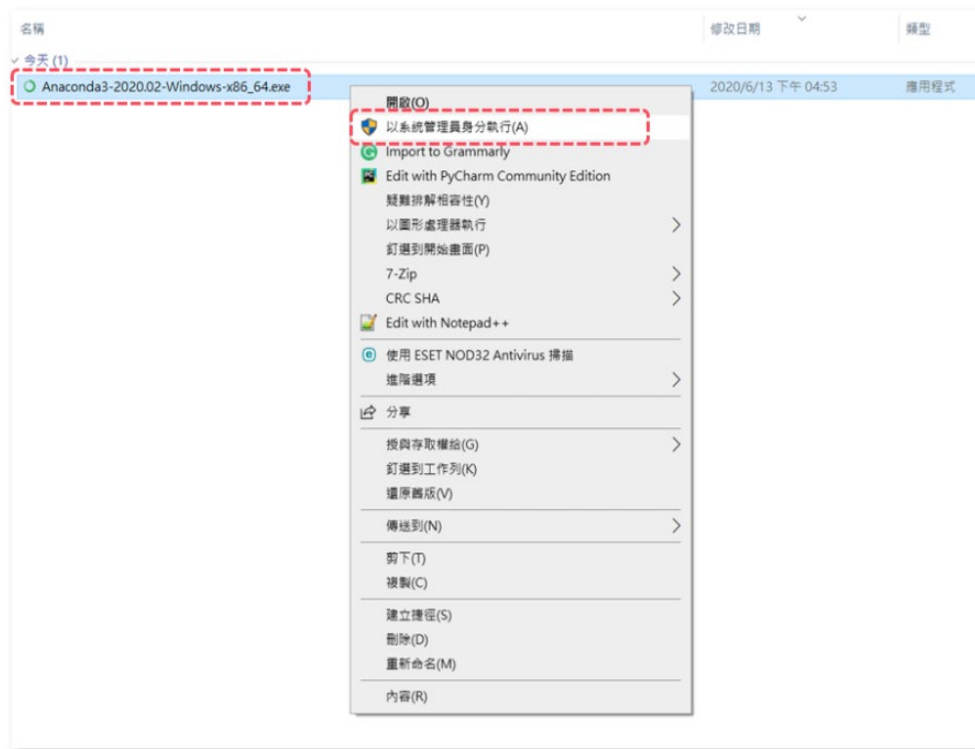 名稱 修改日期 類型
今天 (1)
Anaconda3-2020.02-Windows-x86_64.exe 2020/6/13 下午 04:53 應用程式
開啟(O)
以系統管理員身分執行(A)
Import to Grammarly
Edit with PyCharm Community Edition
疑難排解相容性(Y)
以圖形處理器執行
釘選到開始畫面(P)
7-Zip
CRC SHA
Edit with Notepad++
使用 ESET NOD32 Antivirus 掃描
進階選項
分享
授與存取權給(G)
釘選到工作列(K)
還原舊版(V)
傳送到(N)
剪下(T)
複製(C)
建立捷徑(S)
刪除(D)
重新命名(M)
內容(R)